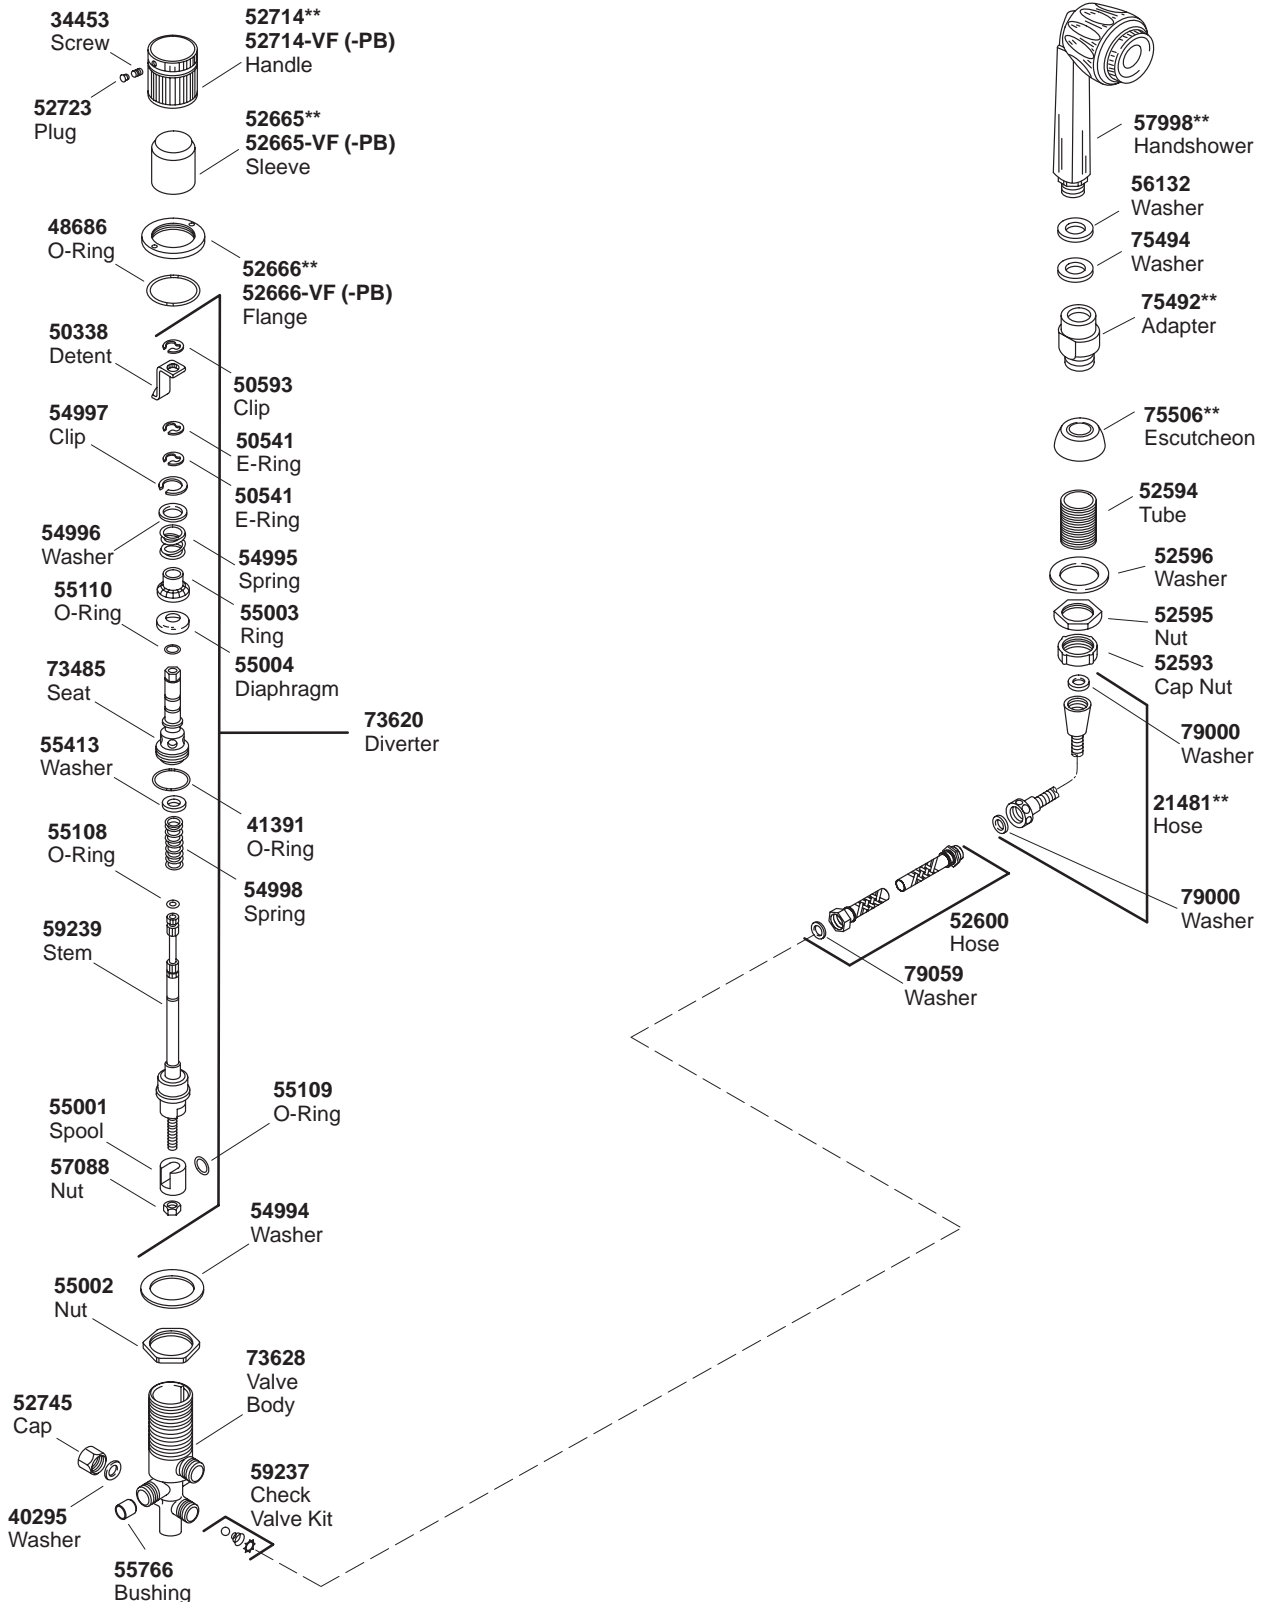 34453
Screw
52714**
52714-VF (-PB)
Handle
52723
Plug
52665**
52665-VF (-PB)
Sleeve
48686
O-Ring
52666**
52666-VF (-PB)
Flange
50338
Detent
50593
Clip
54997
Clip
50541
E-Ring
50541
E-Ring
54996
Washer
54995
Spring
55110
O-Ring
55003
Ring
55004
Diaphragm
73485
Seat
73620
Diverter
55413
Washer
41391
O-Ring
55108
O-Ring
54998
Spring
59239
Stem
55109
O-Ring
55001
Spool
57088
Nut
54994
Washer
55002
Nut
73628
Valve
Body
52745
Cap
59237
Check
Valve Kit
40295
Washer
55766
Bushing
57998**
Handshower
56132
Washer
75494
Washer
75492**
Adapter
75506**
Escutcheon
52594
Tube
52596
Washer
52595
Nut
52593
Cap Nut
79000
Washer
21481**
Hose
79000
Washer
52600
Hose
79059
Washer